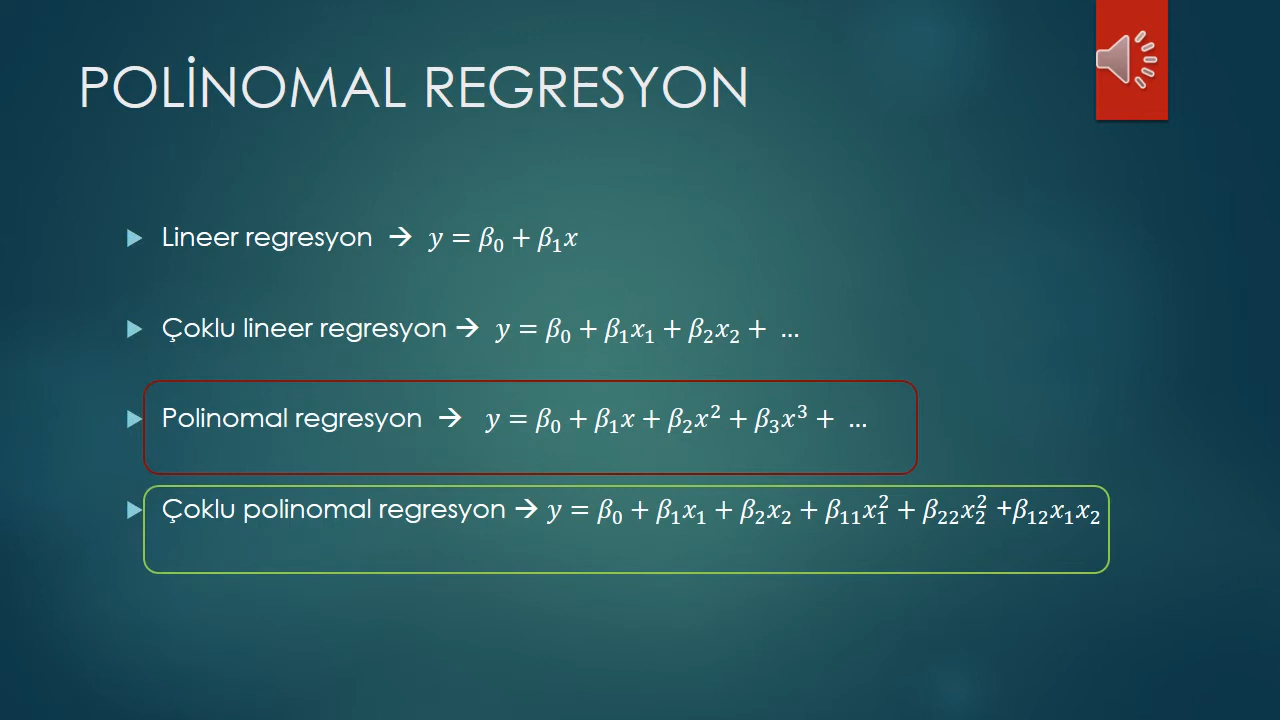 POLİNOMAL REGRESYON
Lineer regresyon → 𝑦 = 𝛽₀ + 𝛽₁𝑥
Çoklu lineer regresyon → 𝑦 = 𝛽₀ + 𝛽₁𝑥₁ + 𝛽₂𝑥₂ + …
Polinomal regresyon → 𝑦 = 𝛽₀ + 𝛽₁𝑥 + 𝛽₂𝑥² + 𝛽₃𝑥³ + …
Çoklu polinomal regresyon → 𝑦 = 𝛽₀ + 𝛽₁𝑥₁ + 𝛽₂𝑥₂ + 𝛽₁₁𝑥₁² + 𝛽₂₂𝑥₂² +𝛽₁₂𝑥₁𝑥₂